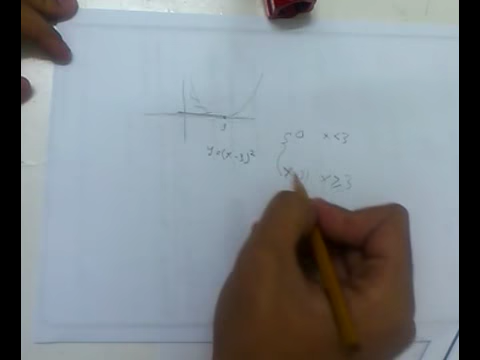 3
y=(x-3)²
{ 0 x<3
x≥3